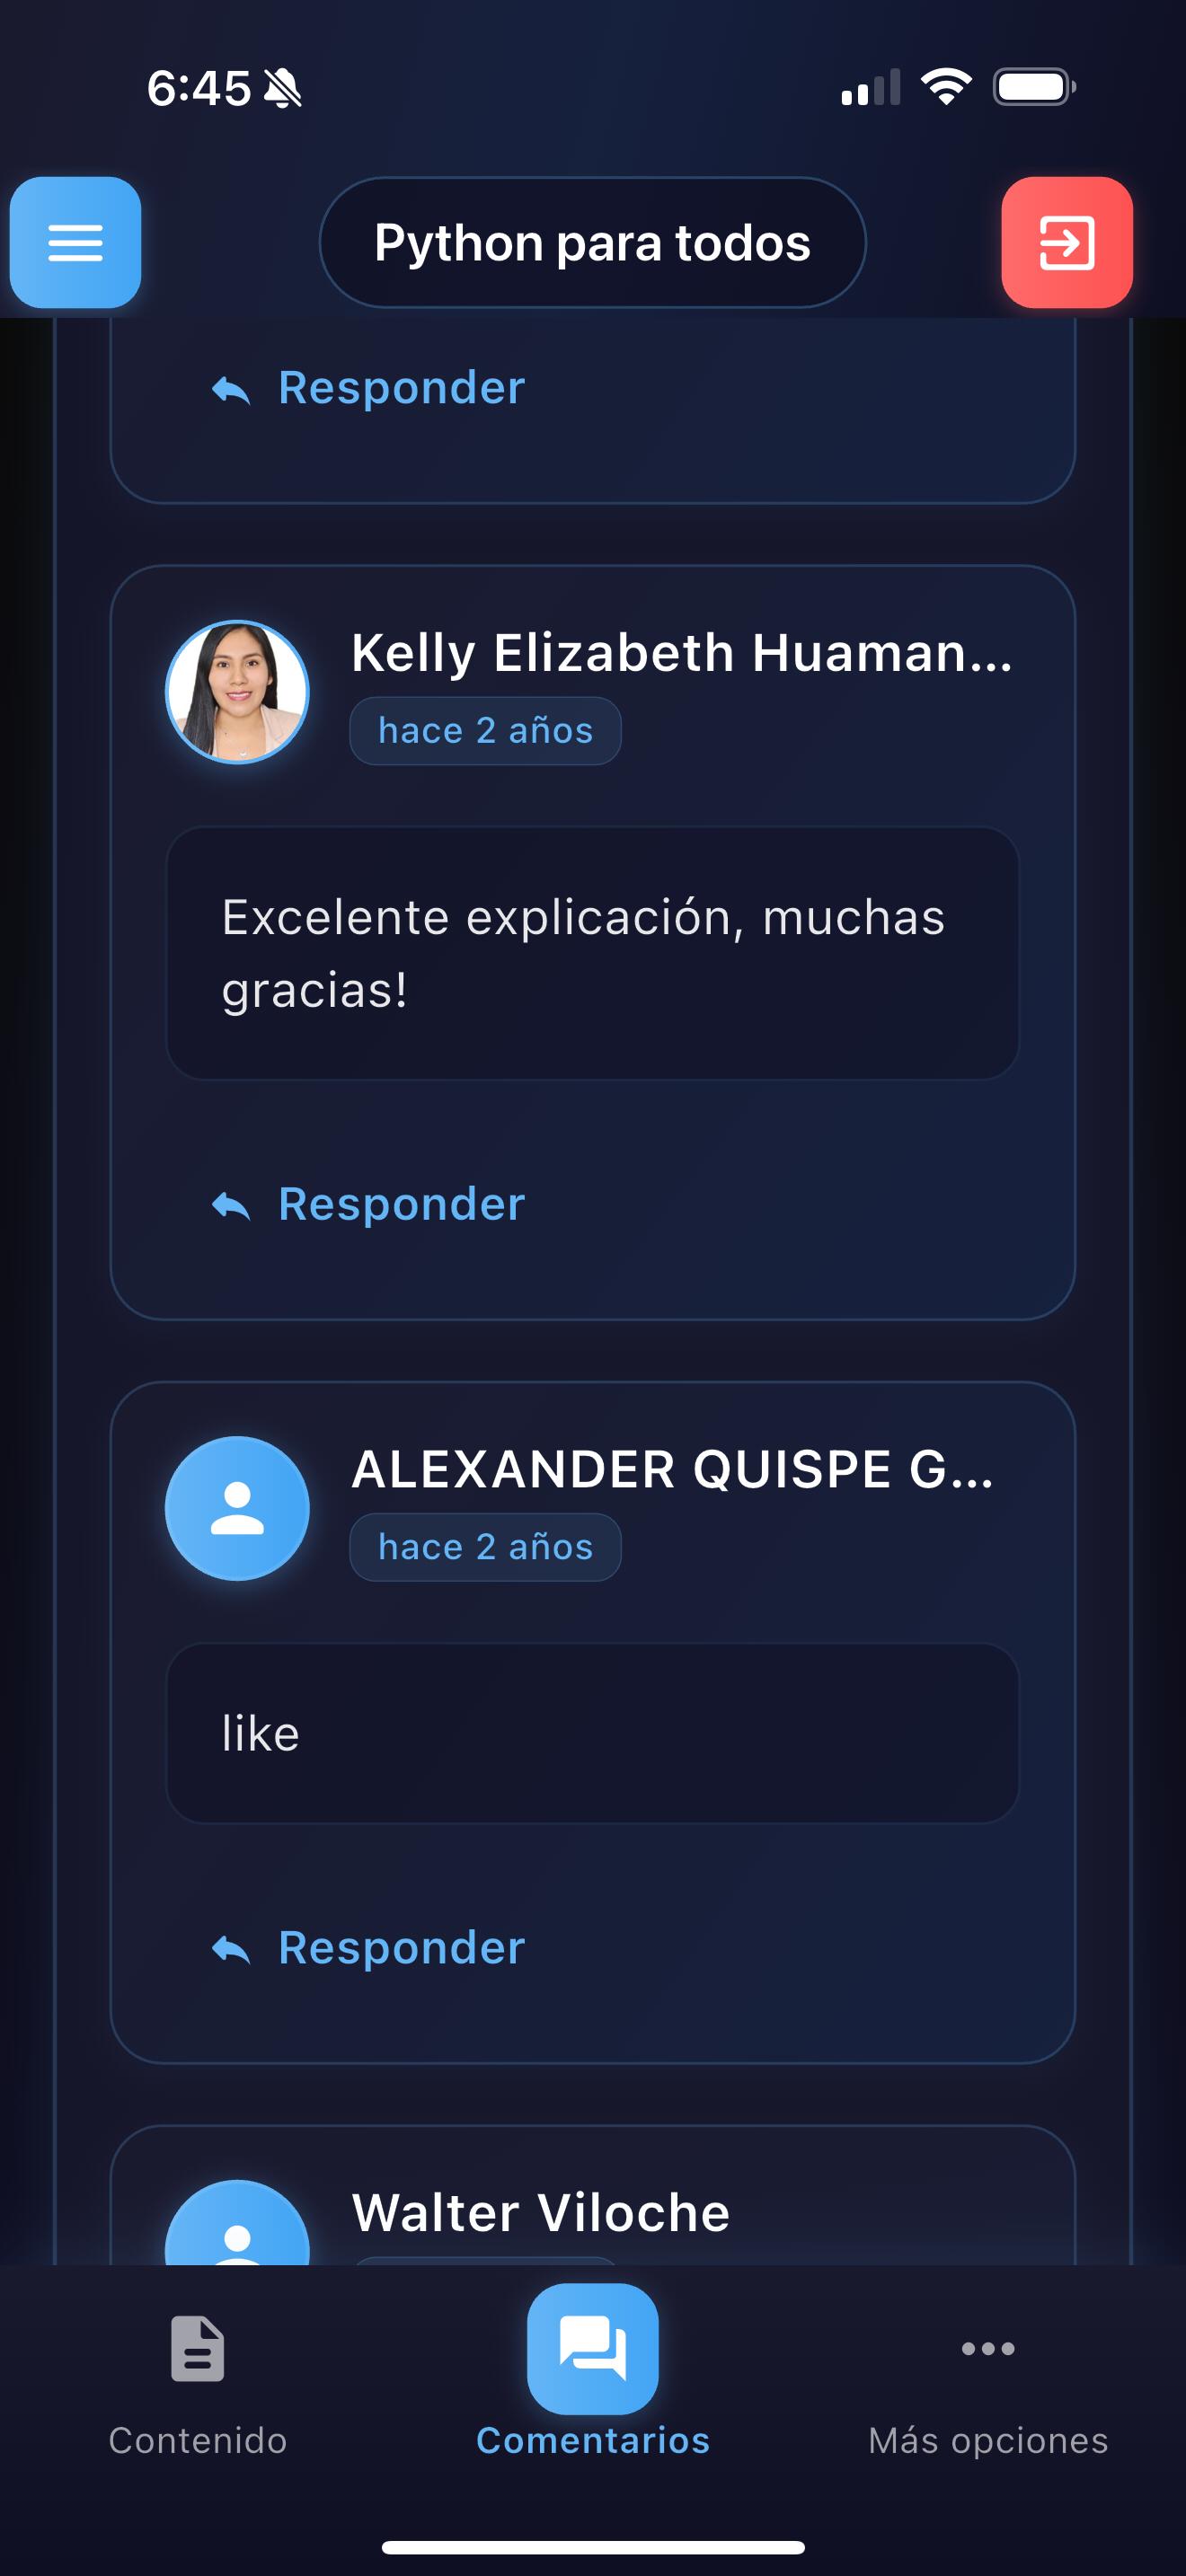 6:45
Python para todos
Responder
Kelly Elizabeth Huaman...
hace 2 años
Excelente explicación, muchas
gracias!
Responder
ALEXANDER QUISPE G...
hace 2 años
like
Responder
Walter Viloche
Contenido
Comentarios
Más opciones